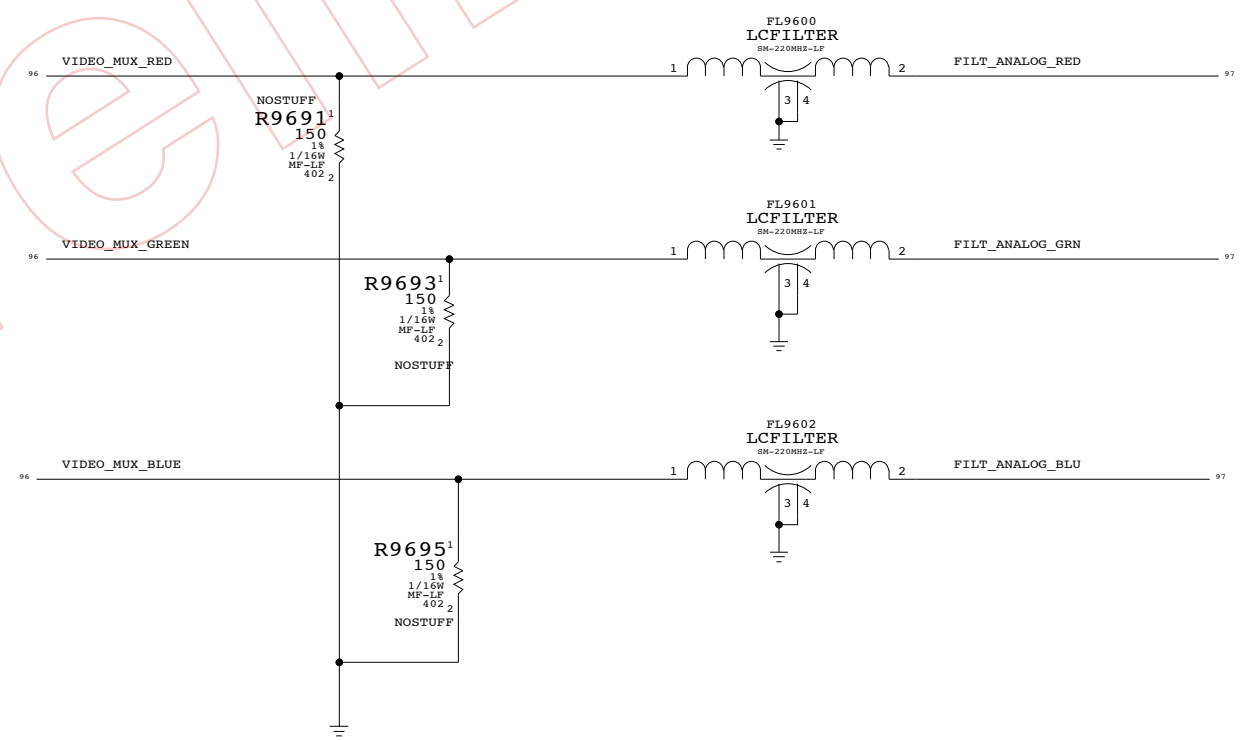 FL9600
LCFILTER
SM-220MHZ-LF
96 VIDEO_MUX_RED 1 2 FILT_ANALOG_RED 97
3 4
NOSTUFF
R9691 1
150
1%
1/16W
MF-LF
402 2
FL9601
LCFILTER
SM-220MHZ-LF
96 VIDEO_MUX_GREEN 1 2 FILT_ANALOG_GRN 97
3 4
R9693 1
150
1%
1/16W
MF-LF
402 2
NOSTUFF
FL9602
LCFILTER
SM-220MHZ-LF
96 VIDEO_MUX_BLUE 1 2 FILT_ANALOG_BLU 97
3 4
R9695 1
150
1%
1/16W
MF-LF
402 2
NOSTUFF